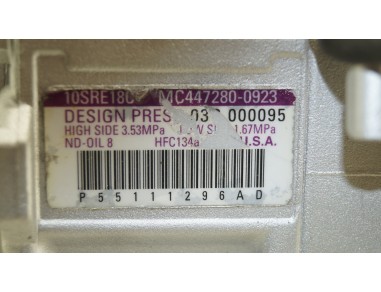 10SRE18C MC447280-0923
DESIGN PRES 03 000095
HIGH SIDE 3.53MPa W S 1.67MPa
ND-OIL 8 HFC134a U.S.A.
P55111296AD